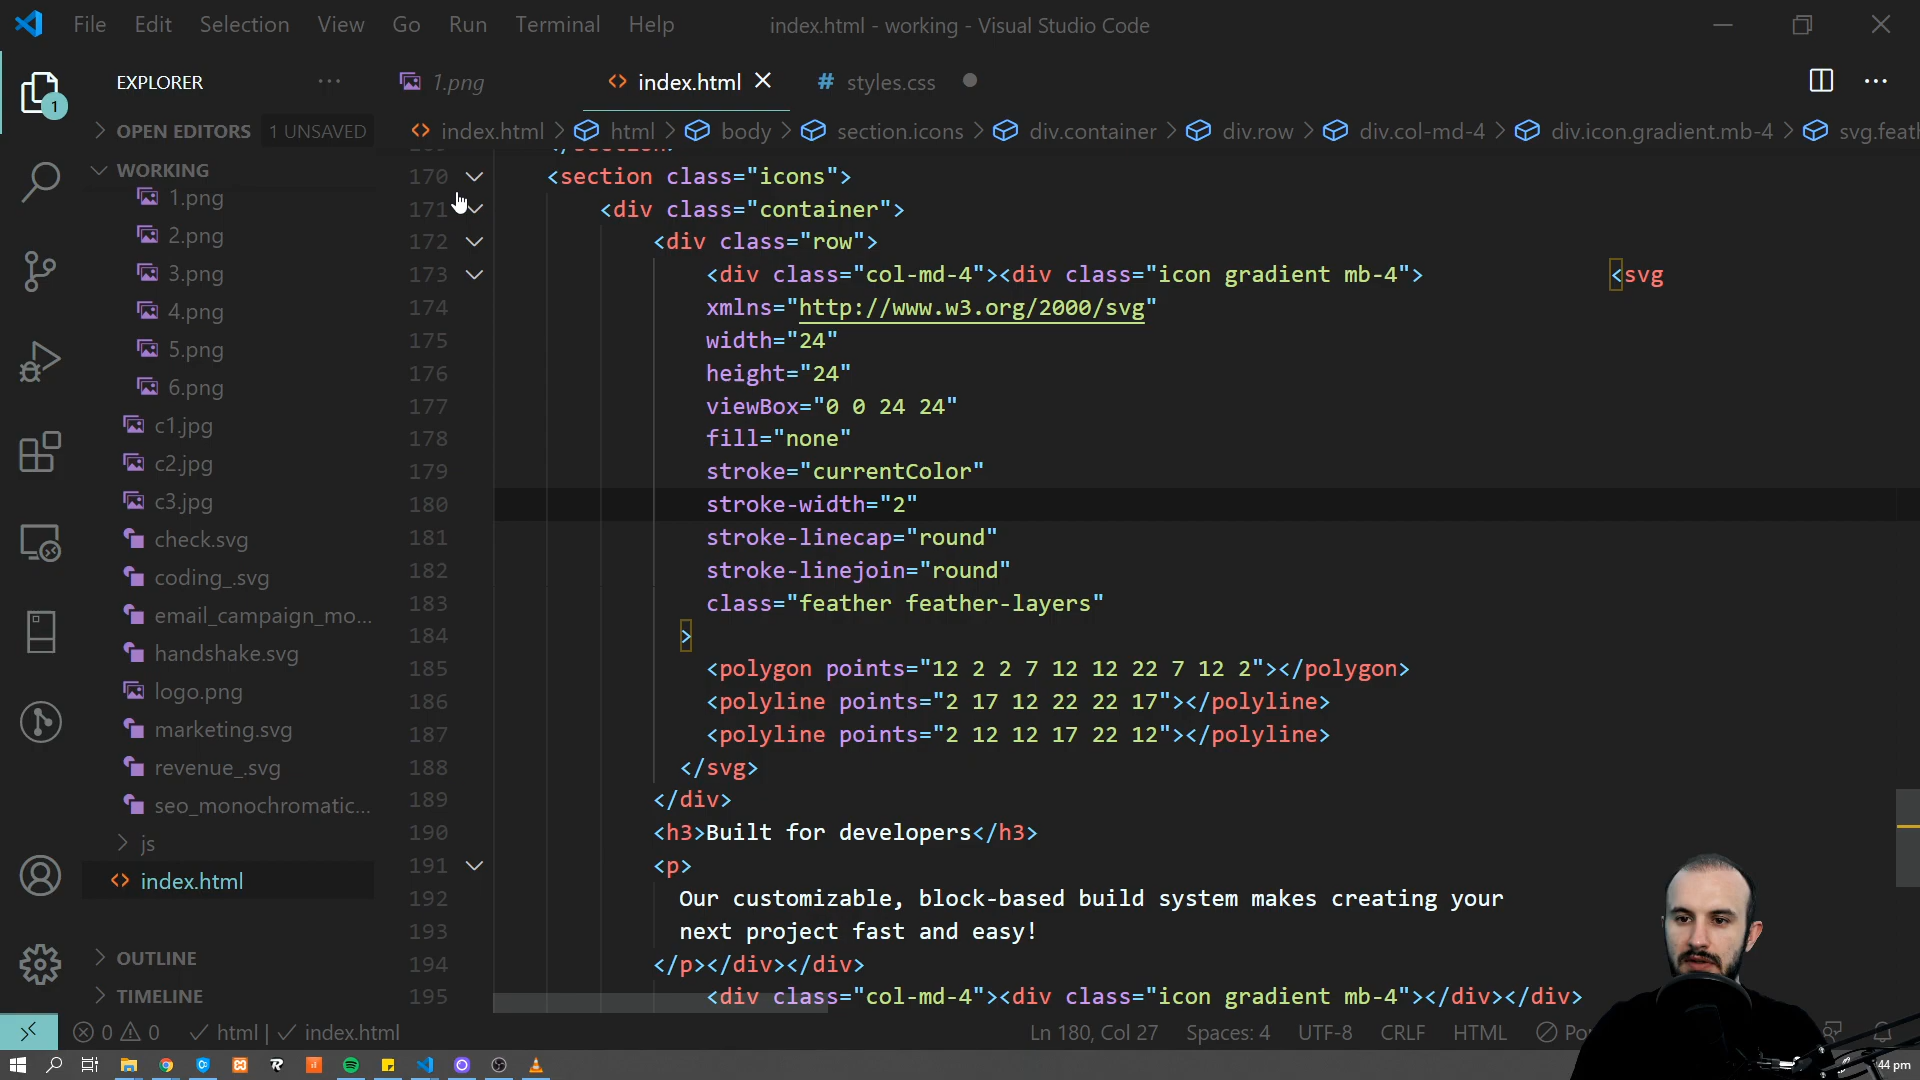 File Edit Selection View Go Run Terminal Help
index.html - working - Visual Studio Code
EXPLORER
1.png
index.html
styles.css
OPEN EDITORS 1 UNSAVED
index.html > html > body > section.icons > div.container > div.row > div.col-md-4 > div.icon.gradient.mb-4 > svg.feath
WORKING
1.png
2.png
3.png
4.png
5.png
6.png
c1.jpg
c2.jpg
c3.jpg
check.svg
coding_.svg
email_campaign_mo...
handshake.svg
logo.png
marketing.svg
revenue_.svg
seo_monochromatic...
js
index.html
OUTLINE
TIMELINE
170 <section class="icons">
171 <div class="container">
172 <div class="row">
173 <div class="col-md-4"><div class="icon gradient mb-4"> <svg
174 xmlns="http://www.w3.org/2000/svg"
175 width="24"
176 height="24"
177 viewBox="0 0 24 24"
178 fill="none"
179 stroke="currentColor"
180 stroke-width="2"
181 stroke-linecap="round"
182 stroke-linejoin="round"
183 class="feather feather-layers"
184 >
185 <polygon points="12 2 2 7 12 12 22 7 12 2"></polygon>
186 <polyline points="2 17 12 22 22 17"></polyline>
187 <polyline points="2 12 12 17 22 12"></polyline>
188 </svg>
189 </div>
190 <h3>Built for developers</h3>
191 <p>
192 Our customizable, block-based build system makes creating your
193 next project fast and easy!
194 </p></div></div>
195 <div class="col-md-4"><div class="icon gradient mb-4"></div></div>
0 0 html | index.html
Ln 180, Col 27 Spaces: 4 UTF-8 CRLF HTML
44 pm